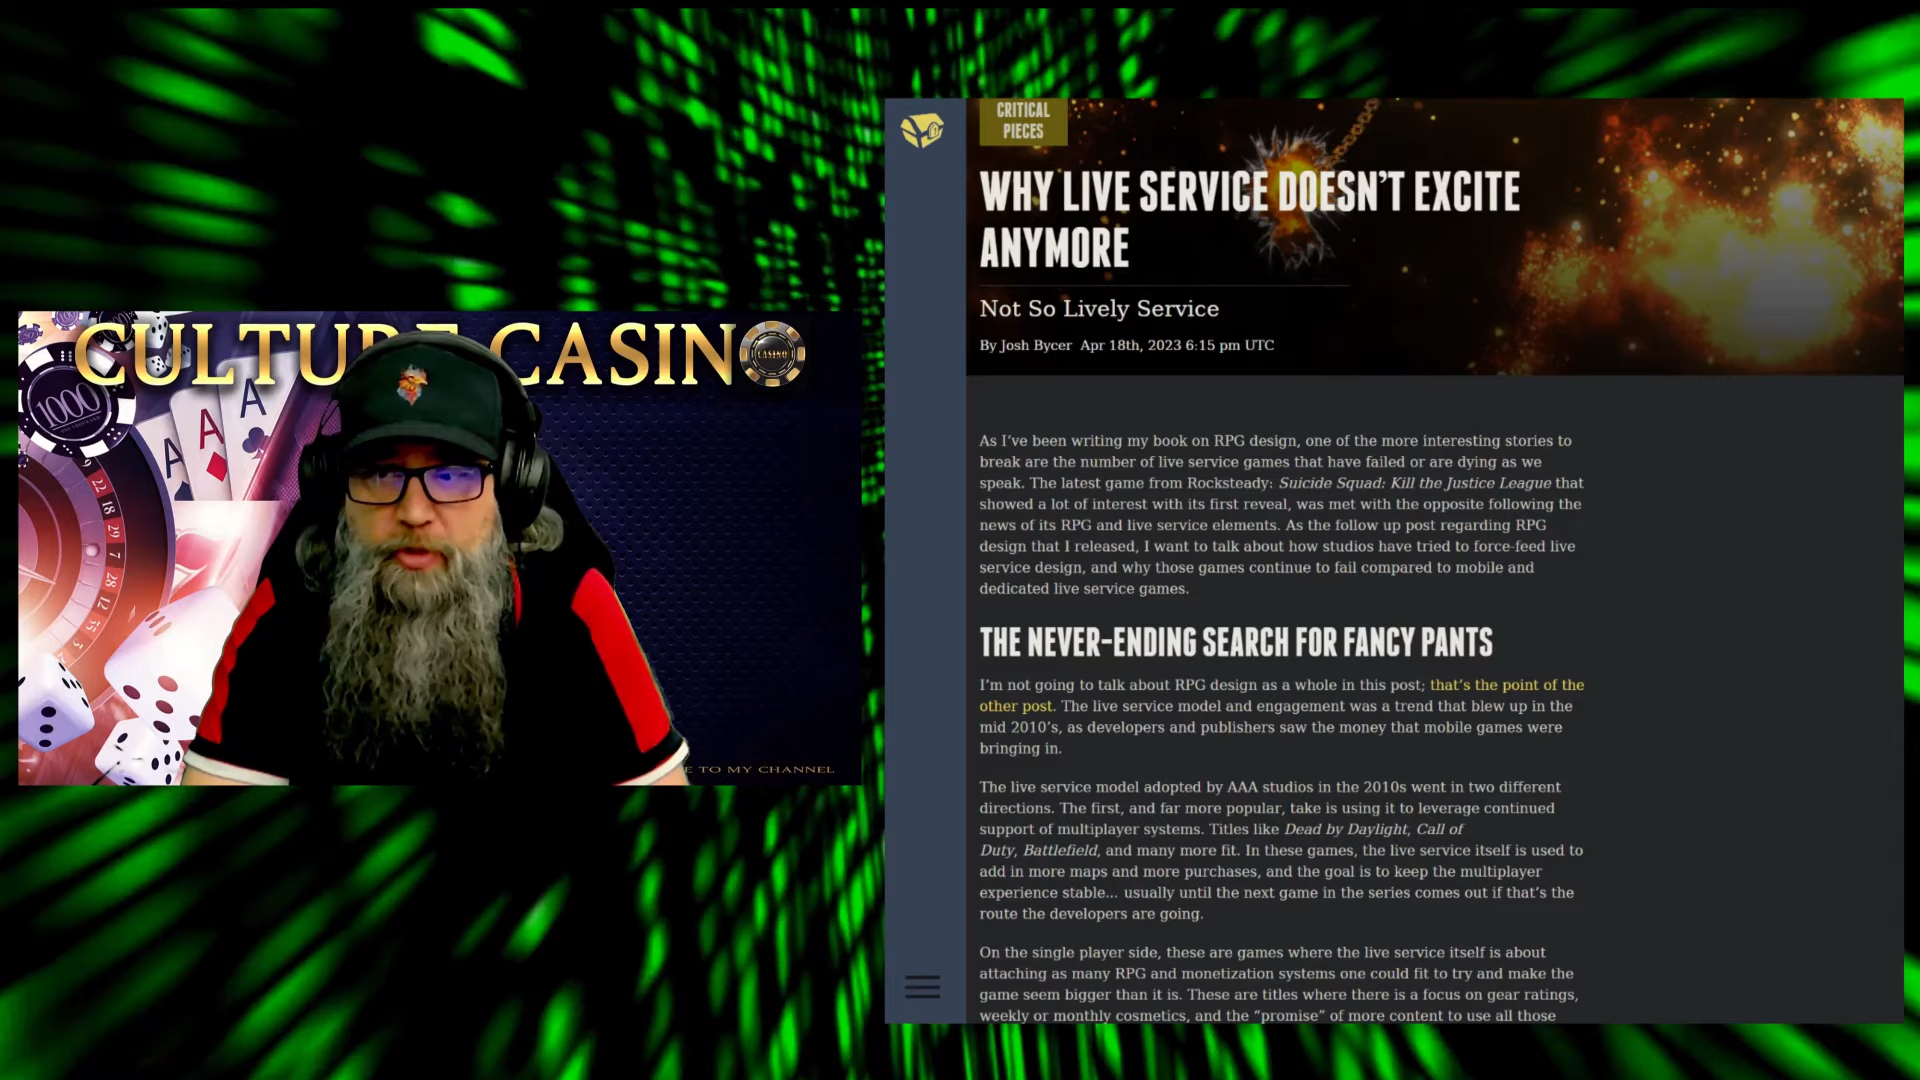 CULTURE CASINO
CASINO
1000
A
A
A
9
22
18
29
7
28
12
35
3
E TO MY CHANNEL
CRITICAL
PIECES
WHY LIVE SERVICE DOESN'T EXCITE
ANYMORE
Not So Lively Service
By Josh Bycer Apr 18th, 2023 6:15 pm UTC
As I've been writing my book on RPG design, one of the more interesting stories to
break are the number of live service games that have failed or are dying as we
speak. The latest game from Rocksteady: Suicide Squad: Kill the Justice League that
showed a lot of interest with its first reveal, was met with the opposite following the
news of its RPG and live service elements. As the follow up post regarding RPG
design that I released, I want to talk about how studios have tried to force-feed live
service design, and why those games continue to fail compared to mobile and
dedicated live service games.
THE NEVER-ENDING SEARCH FOR FANCY PANTS
I'm not going to talk about RPG design as a whole in this post; that's the point of the
other post. The live service model and engagement was a trend that blew up in the
mid 2010's, as developers and publishers saw the money that mobile games were
bringing in.
The live service model adopted by AAA studios in the 2010s went in two different
directions. The first, and far more popular, take is using it to leverage continued
support of multiplayer systems. Titles like Dead by Daylight, Call of
Duty, Battlefield, and many more fit. In these games, the live service itself is used to
add in more maps and more purchases, and the goal is to keep the multiplayer
experience stable... usually until the next game in the series comes out if that's the
route the developers are going.
On the single player side, these are games where the live service itself is about
attaching as many RPG and monetization systems one could fit to try and make the
game seem bigger than it is. These are titles where there is a focus on gear ratings,
weekly or monthly cosmetics, and the "promise" of more content to use all those